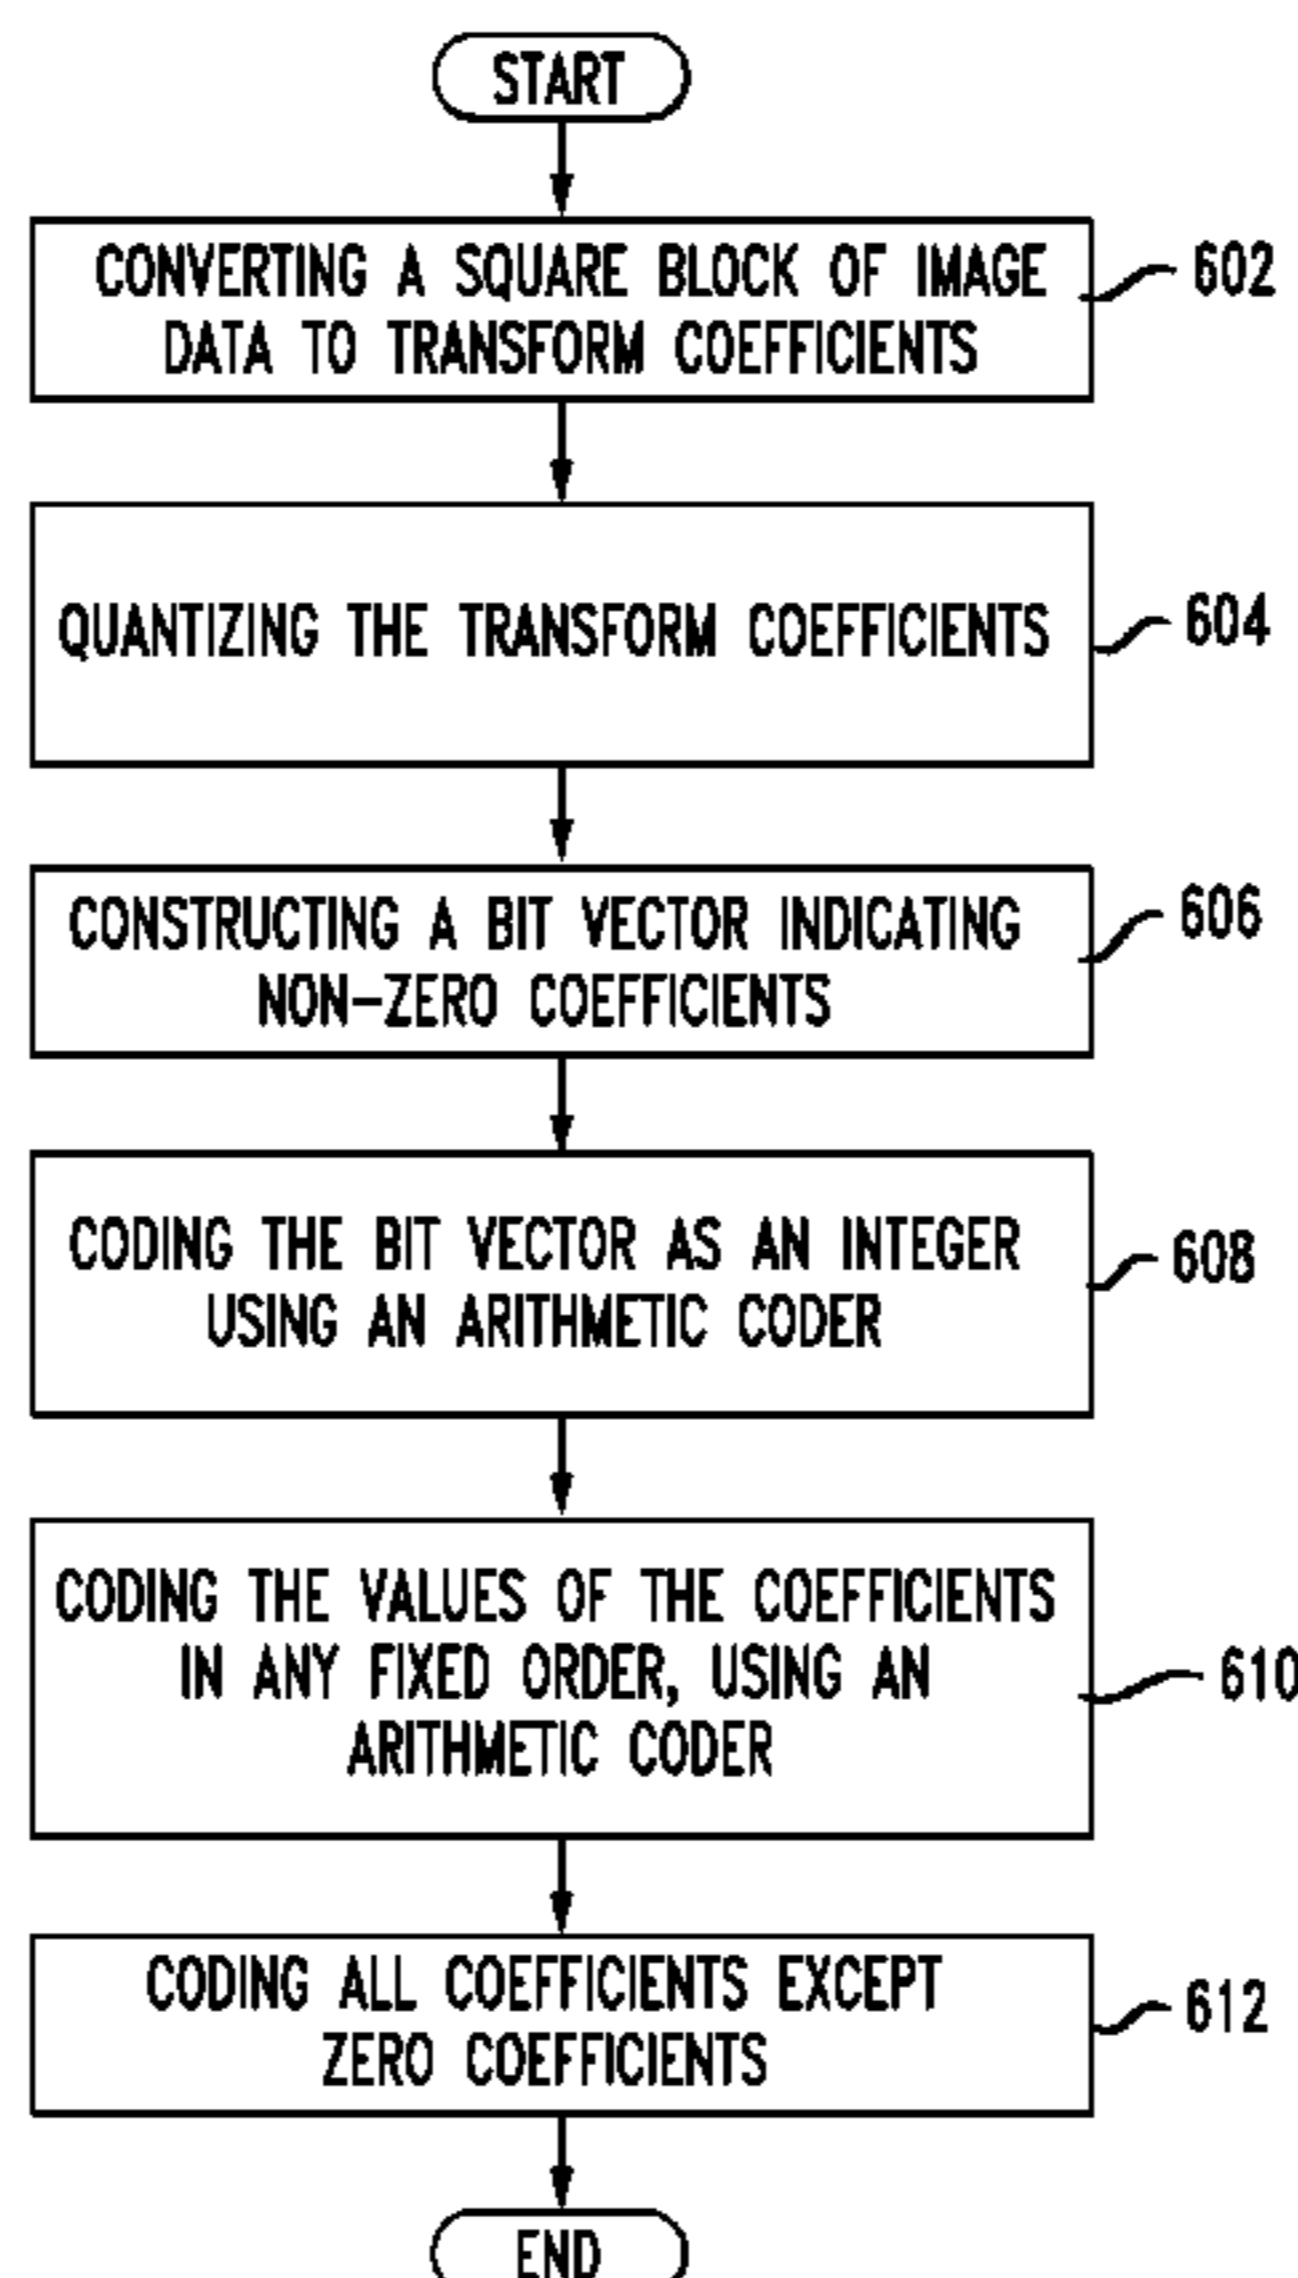 START
CONVERTING A SQUARE BLOCK OF IMAGE
DATA TO TRANSFORM COEFFICIENTS
602
QUANTIZING THE TRANSFORM COEFFICIENTS
604
CONSTRUCTING A BIT VECTOR INDICATING
NON-ZERO COEFFICIENTS
606
CODING THE BIT VECTOR AS AN INTEGER
USING AN ARITHMETIC CODER
608
CODING THE VALUES OF THE COEFFICIENTS
IN ANY FIXED ORDER, USING AN
ARITHMETIC CODER
610
CODING ALL COEFFICIENTS EXCEPT
ZERO COEFFICIENTS
612
END